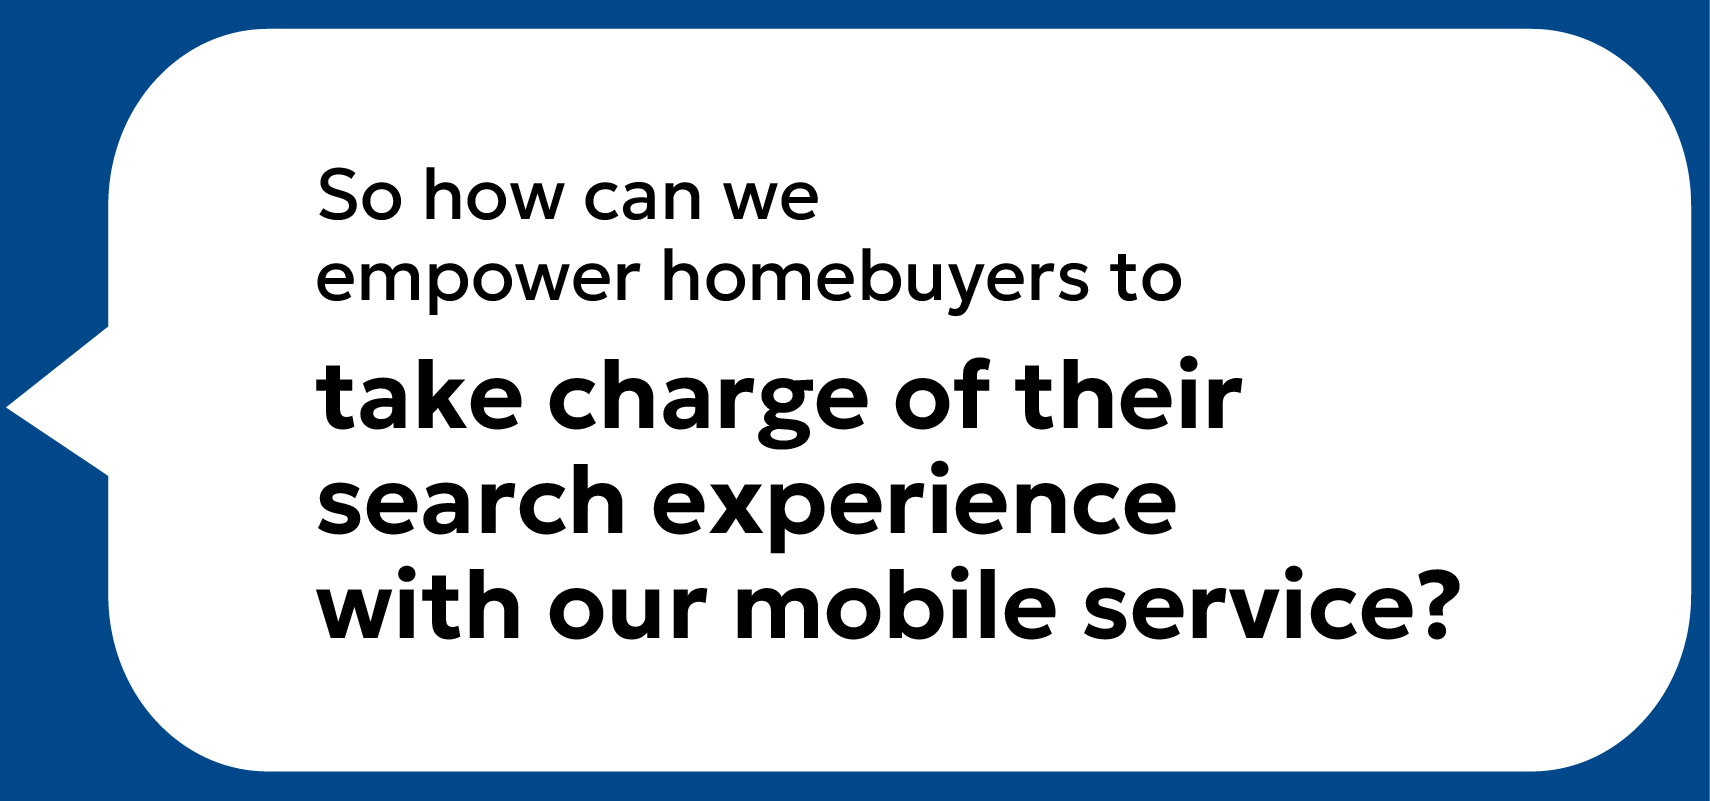 So how can we
empower homebuyers to
take charge of their
search experience
with our mobile service?